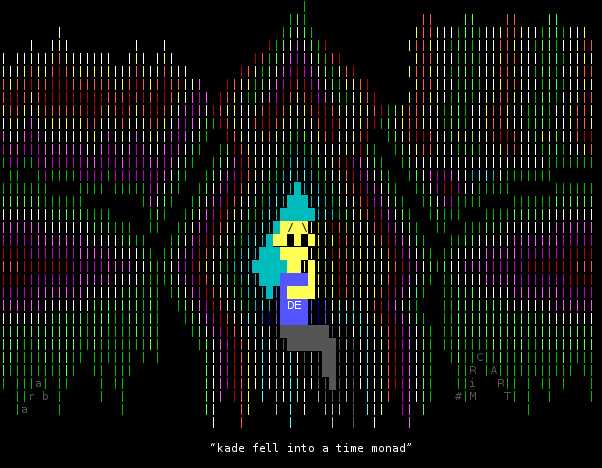 DE
a
r b
a
C
R A
i R
#M T
“kade fell into a time monad”